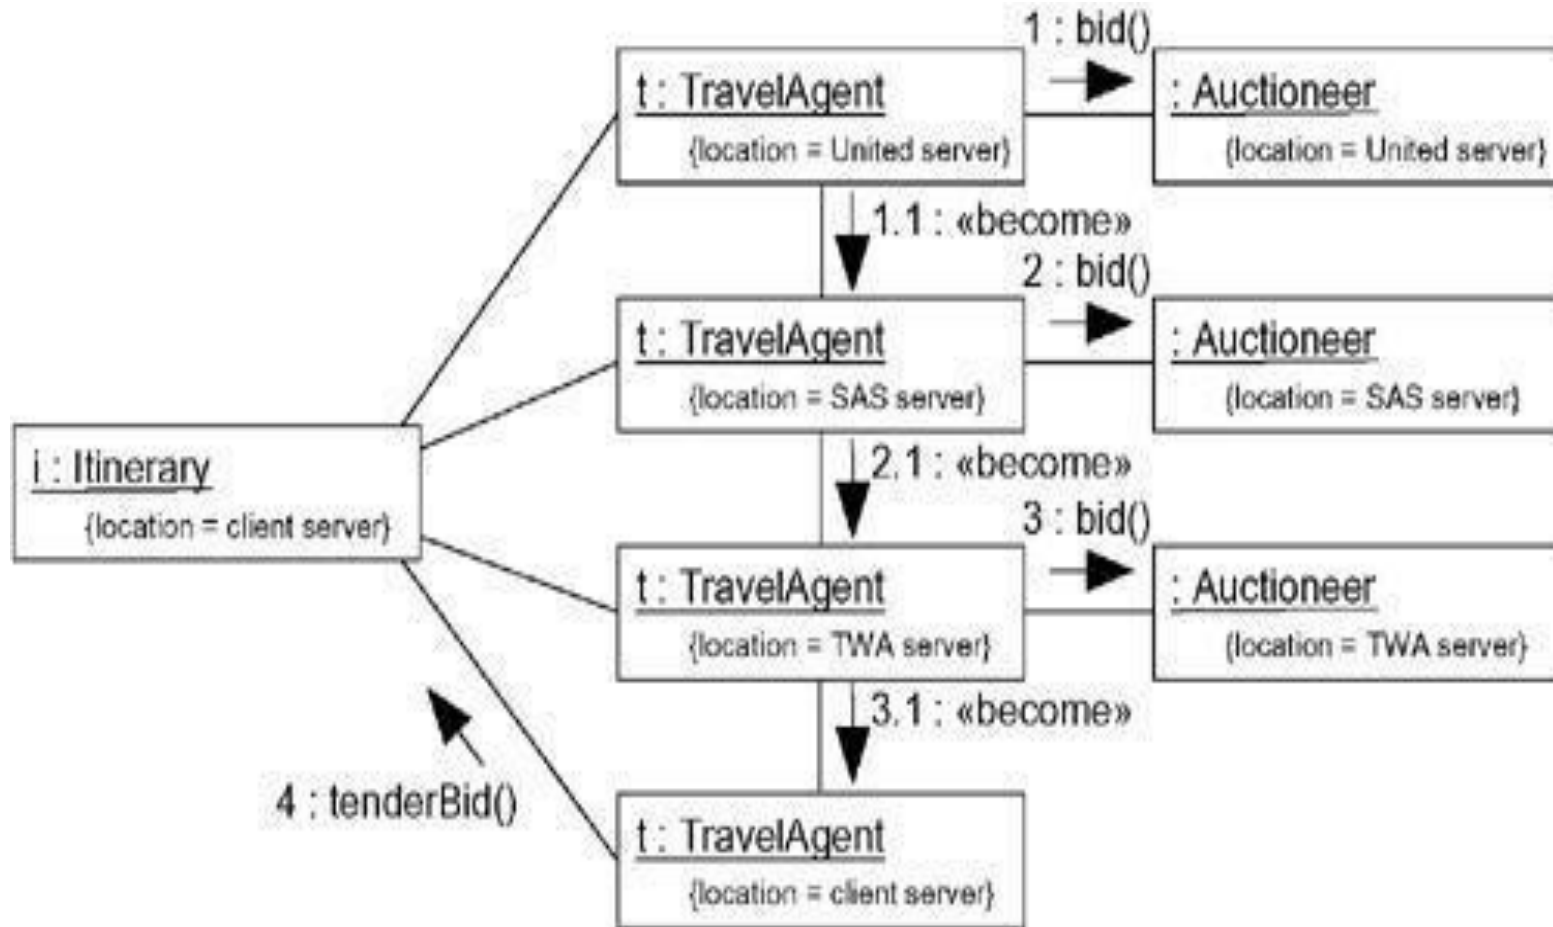 1 : bid()
t : TravelAgent
{location = United server}
: Auctioneer
{location = United server}
1.1 : «become»
2 : bid()
t : TravelAgent
{location = SAS server}
: Auctioneer
{location = SAS server}
i : Itinerary
{location = client server}
2.1 : «become»
3 : bid()
t : TravelAgent
{location = TWA server}
: Auctioneer
{location = TWA server}
3.1 : «become»
4 : tenderBid()
t : TravelAgent
{location = client server}